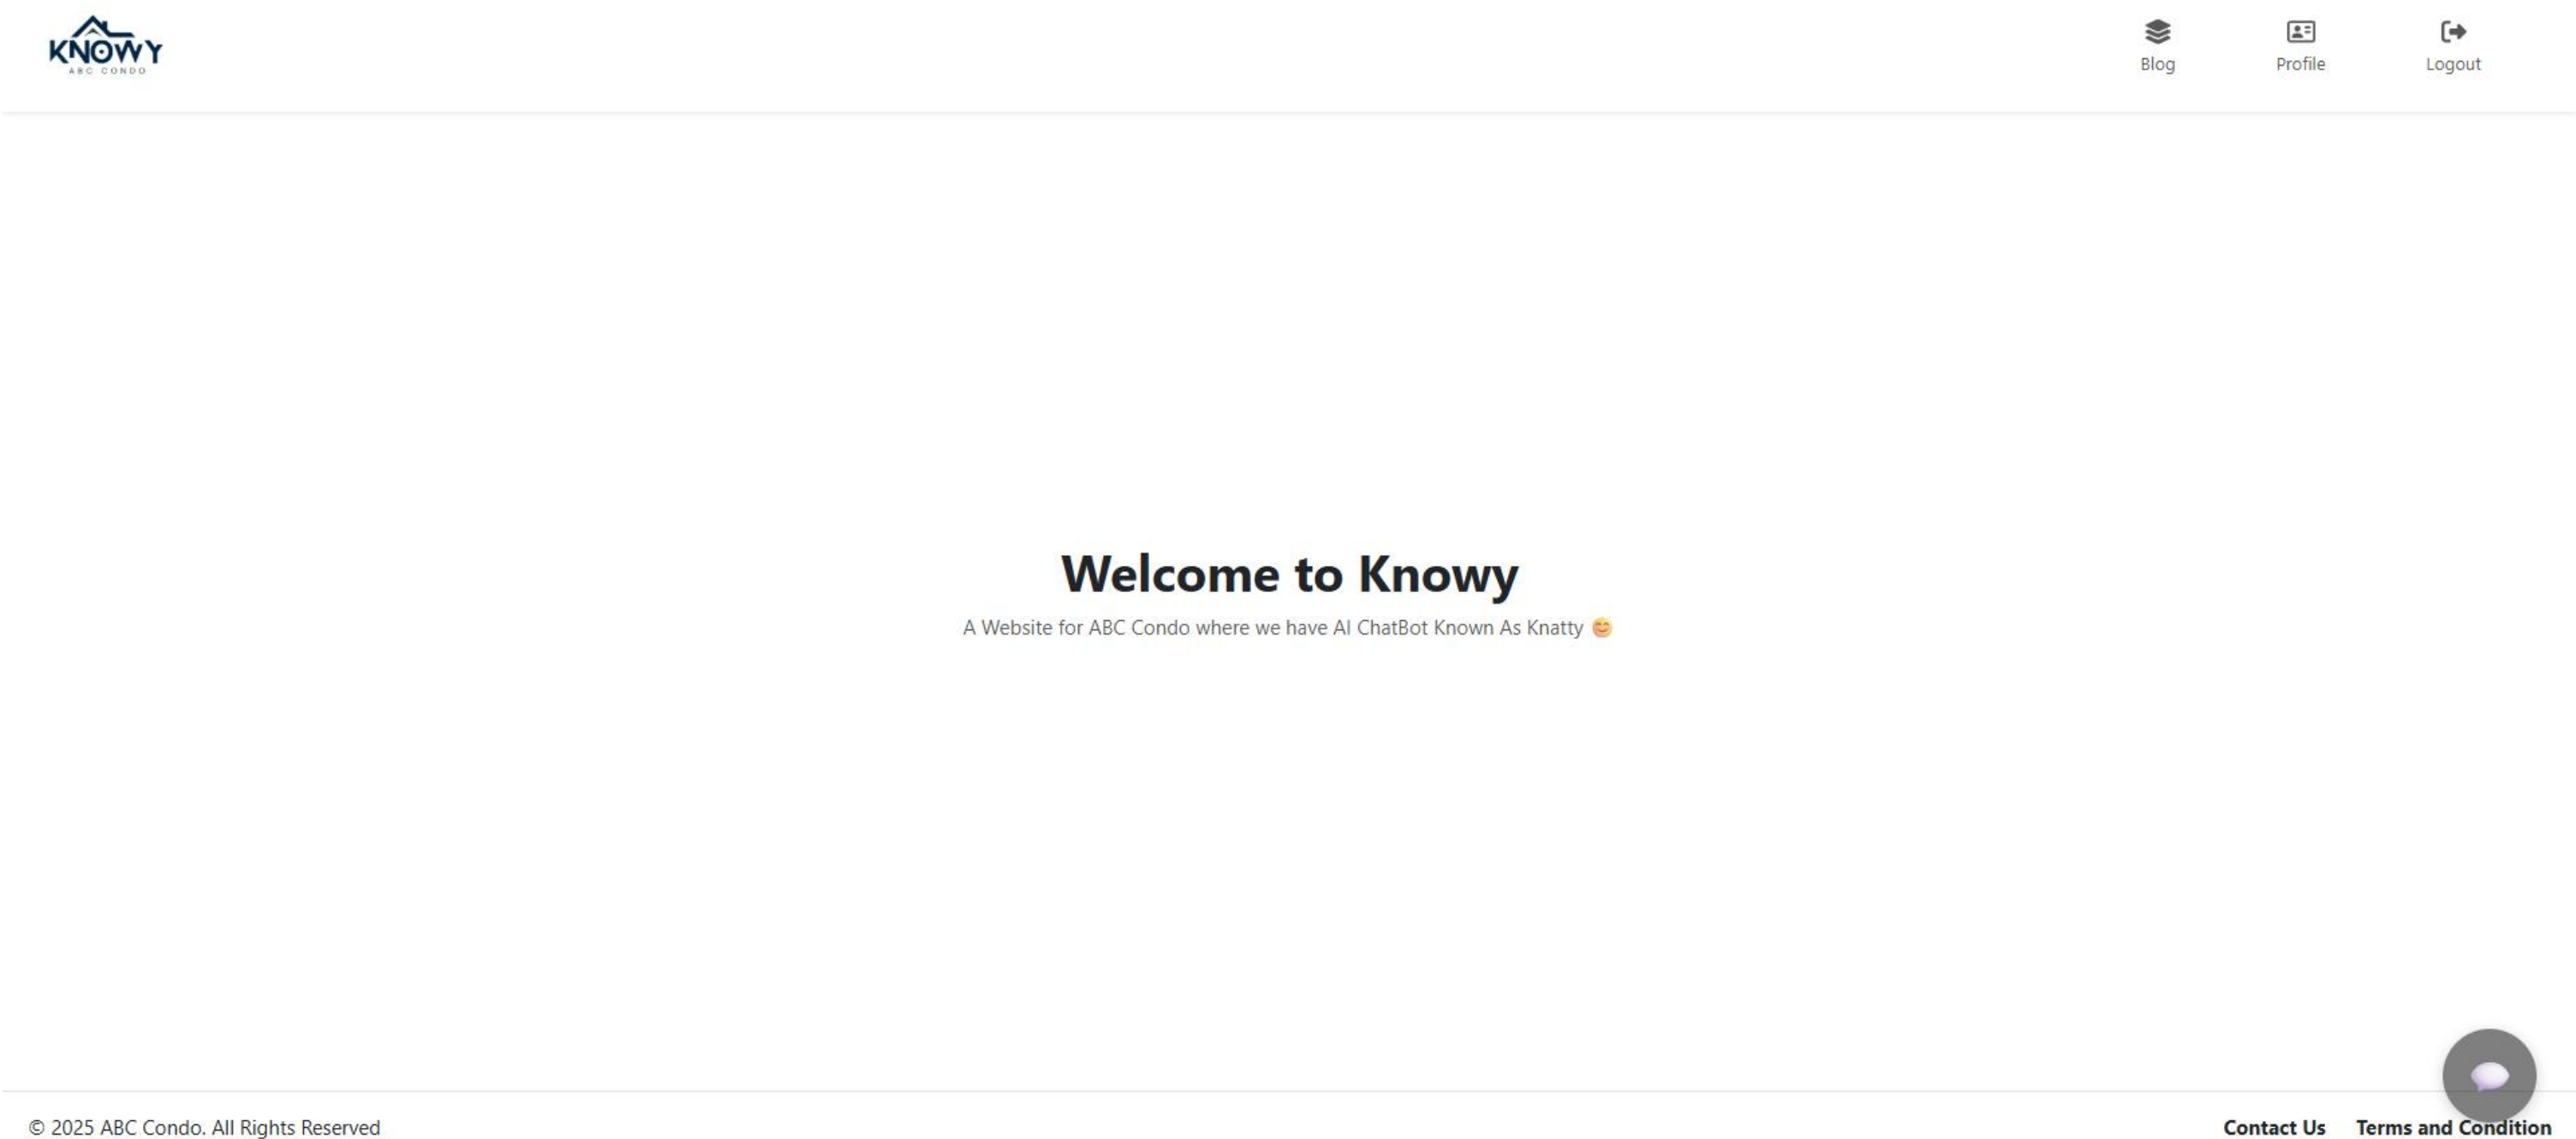 KNOWY
ABC CONDO
Blog
Profile
Logout
Welcome to Knowy
A Website for ABC Condo where we have AI ChatBot Known As Knatty 😊
© 2025 ABC Condo. All Rights Reserved
Contact Us
Terms and Condition